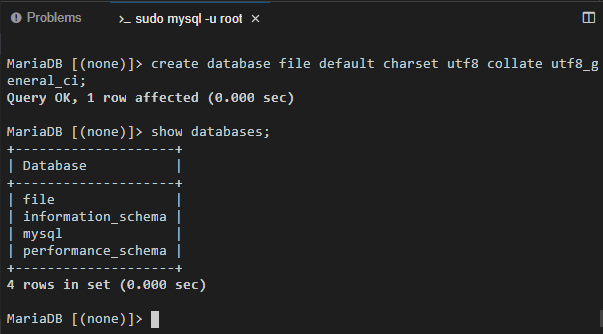 Problems
>_ sudo mysql -u root ×
MariaDB [(none)]> create database file default charset utf8 collate utf8_g
eneral_ci;
Query OK, 1 row affected (0.000 sec)
MariaDB [(none)]> show databases;
+--------------------+
| Database           |
+--------------------+
| file               |
| information_schema |
| mysql              |
| performance_schema |
+--------------------+
4 rows in set (0.000 sec)
MariaDB [(none)]>